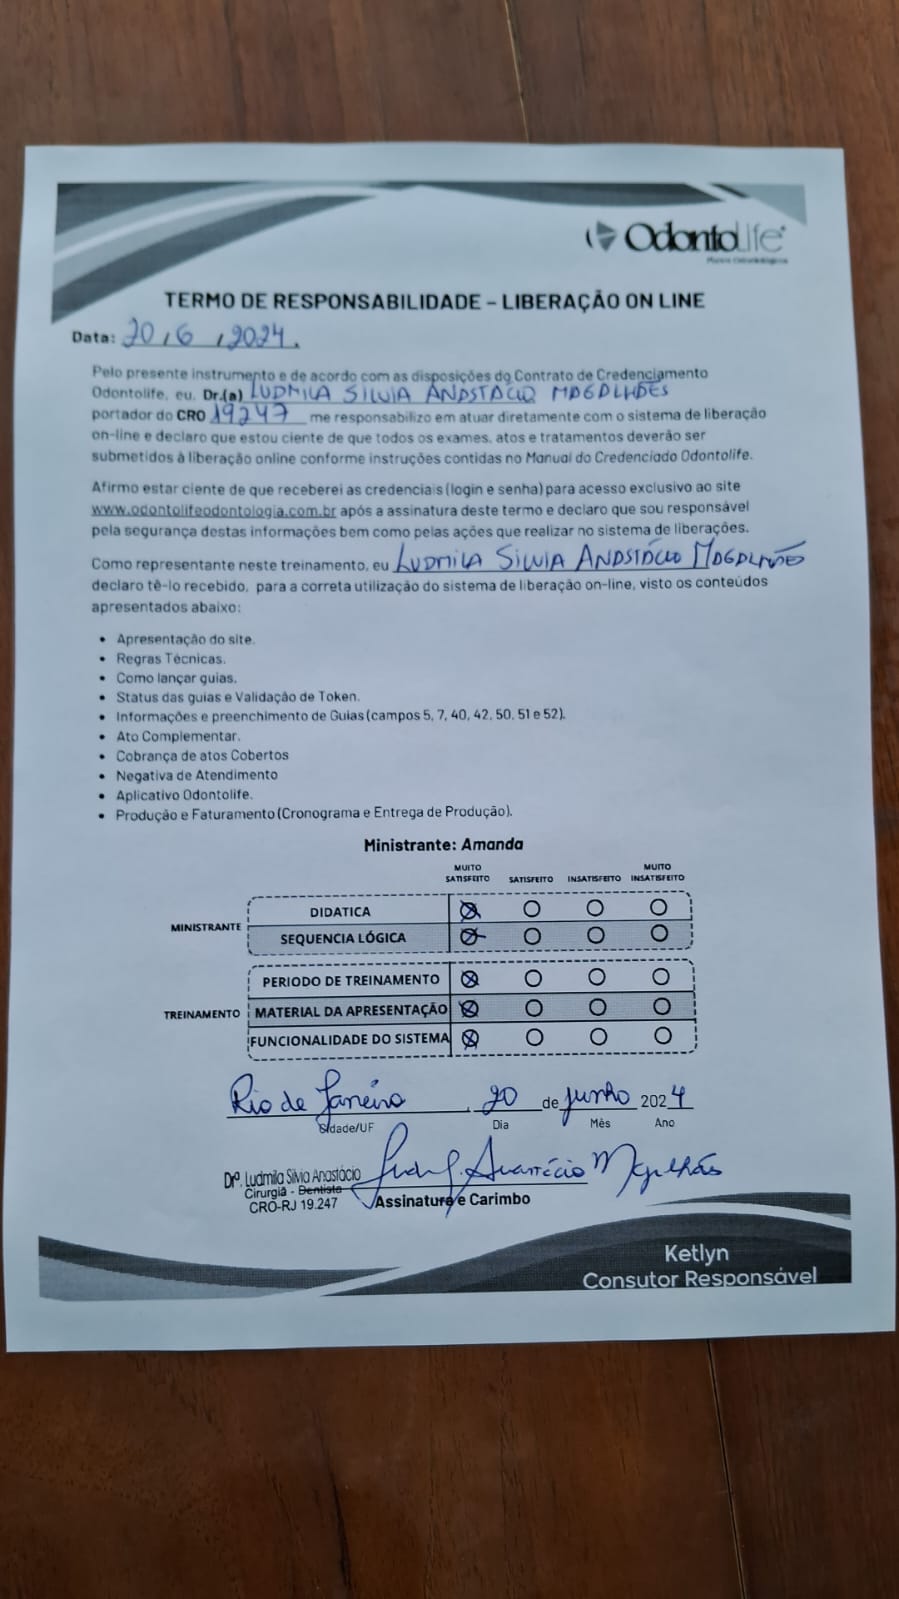 OdontoLife
Planos Odontológicos
TERMO DE RESPONSABILIDADE – LIBERAÇÃO ON LINE
Data: 20 / 6 / 2024.
Pelo presente instrumento e de acordo com as disposições do Contrato de Credenciamento
Odontolife, eu, Dr.(a) LUDMILA SILVIA ANASTÁCIO MAGALHÃES
portador do CRO 19247 me responsabilizo em atuar diretamente com o sistema de liberação
on-line e declaro que estou ciente de que todos os exames, atos e tratamentos deverão ser
submetidos à liberação online conforme instruções contidas no Manual do Credenciado Odontolife.
Afirmo estar ciente de que receberei as credenciais (login e senha) para acesso exclusivo ao site
www.odontolifeodontologia.com.br após a assinatura deste termo e declaro que sou responsável
pela segurança destas informações bem como pelas ações que realizar no sistema de liberações.
Como representante neste treinamento, eu LUDMILA SILVIA ANASTÁCIO MAGALHÃES
declaro tê-lo recebido, para a correta utilização do sistema de liberação on-line, visto os conteúdos
apresentados abaixo:
• Apresentação do site.
• Regras Técnicas.
• Como lançar guias.
• Status das guias e Validação de Token.
• Informações e preenchimento de Guias (campos 5, 7, 40, 42, 50, 51 e 52).
• Ato Complementar.
• Cobrança de atos Cobertos
• Negativa de Atendimento
• Aplicativo Odontolife.
• Produção e Faturamento (Cronograma e Entrega de Produção).
Ministrante: Amanda
MUITO SATISFEITO SATISFEITO INSATISFEITO MUITO INSATISFEITO
MINISTRANTE
DIDATICA
SEQUENCIA LÓGICA
TREINAMENTO
PERIODO DE TREINAMENTO
MATERIAL DA APRESENTAÇÃO
FUNCIONALIDADE DO SISTEMA
Rio de Janeiro, 20 de junho 2024
Cidade/UF Dia Mês Ano
Drª. Ludmila Silvia Anastácio
Cirurgiã - Dentista
CRO-RJ 19.247
Anastácio Magalhães
Assinatura e Carimbo
Ketlyn
Consutor Responsável